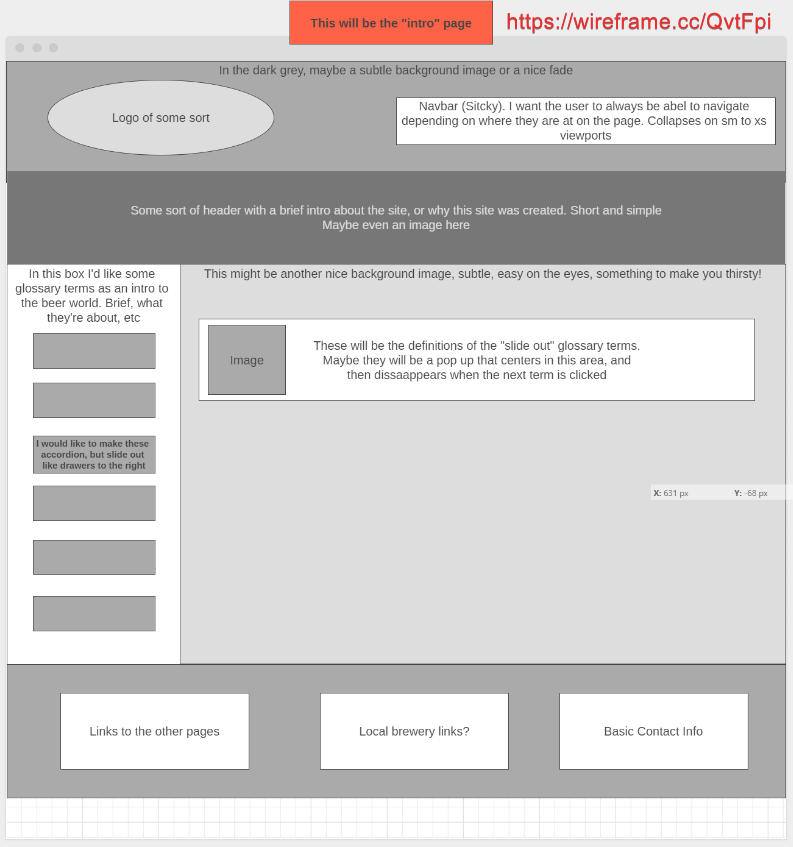 This will be the "intro" page
https://wireframe.cc/QvtFpi
In the dark grey, maybe a subtle background image or a nice fade
Logo of some sort
Navbar (Sitcky). I want the user to always be abel to navigate
depending on where they are at on the page. Collapses on sm to xs
viewports
Some sort of header with a brief intro about the site, or why this site was created. Short and simple
Maybe even an image here
In this box I'd like some
glossary terms as an intro to
the beer world. Brief, what
they're about, etc
This might be another nice background image, subtle, easy on the eyes, something to make you thirsty!
Image
These will be the definitions of the "slide out" glossary terms.
Maybe they will be a pop up that centers in this area, and
then dissaappears when the next term is clicked
I would like to make these
accordion, but slide out
like drawers to the right
X: 631 px Y: -68 px
Links to the other pages
Local brewery links?
Basic Contact Info